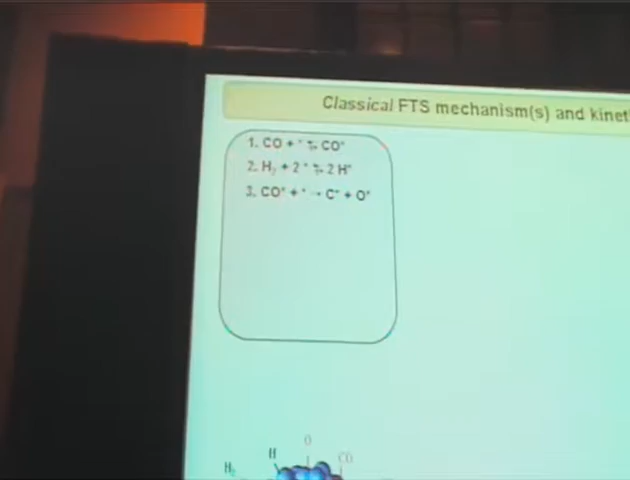 Classical FTS mechanism(s) and kinet
1. CO + * ⇆ CO*
2. H₂ + 2 * ⇆ 2 H*
3. CO* + * → C* + O*
O
H
CO
H₂